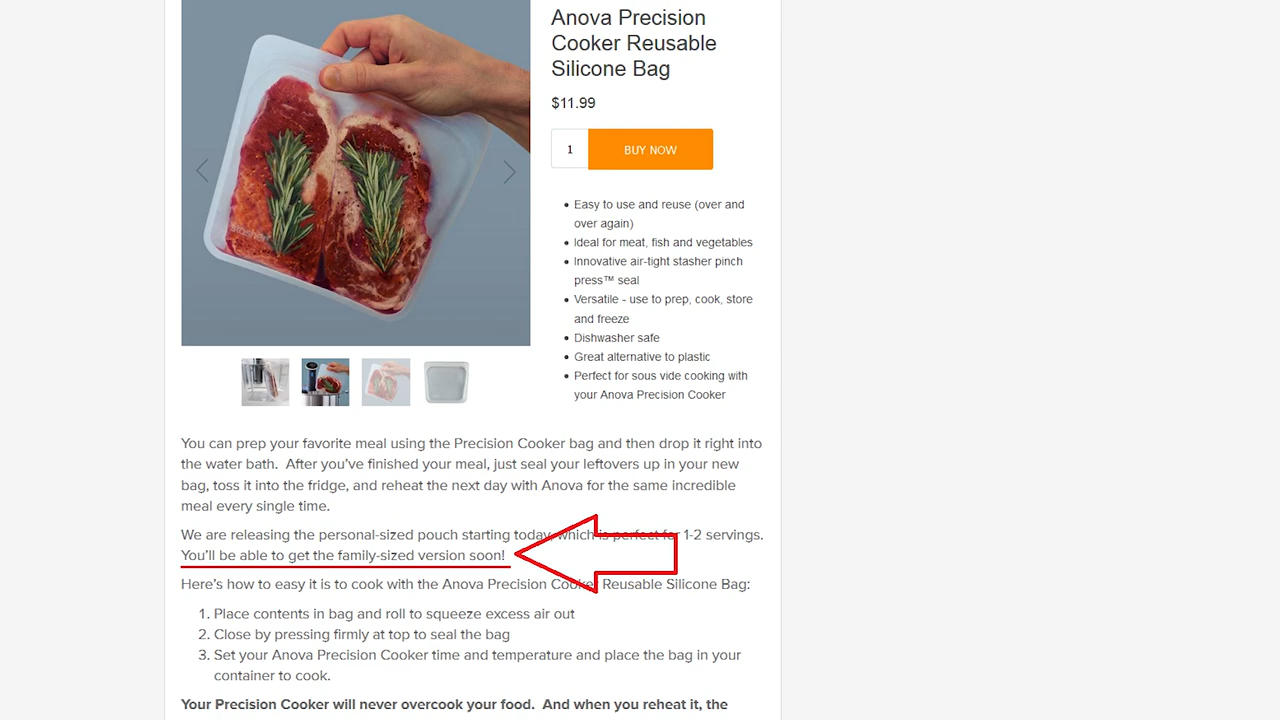 Anova Precision
Cooker Reusable
Silicone Bag
$11.99
1
BUY NOW
Easy to use and reuse (over and
over again)
Ideal for meat, fish and vegetables
Innovative air-tight stasher pinch
press™ seal
Versatile - use to prep, cook, store
and freeze
Dishwasher safe
Great alternative to plastic
Perfect for sous vide cooking with
your Anova Precision Cooker
stasher
You can prep your favorite meal using the Precision Cooker bag and then drop it right into
the water bath. After you've finished your meal, just seal your leftovers up in your new
bag, toss it into the fridge, and reheat the next day with Anova for the same incredible
meal every single time.
We are releasing the personal-sized pouch starting today, which is perfect for 1-2 servings.
You'll be able to get the family-sized version soon!
Here's how to easy it is to cook with the Anova Precision Cooker Reusable Silicone Bag:
1. Place contents in bag and roll to squeeze excess air out
2. Close by pressing firmly at top to seal the bag
3. Set your Anova Precision Cooker time and temperature and place the bag in your
container to cook.
Your Precision Cooker will never overcook your food. And when you reheat it, the